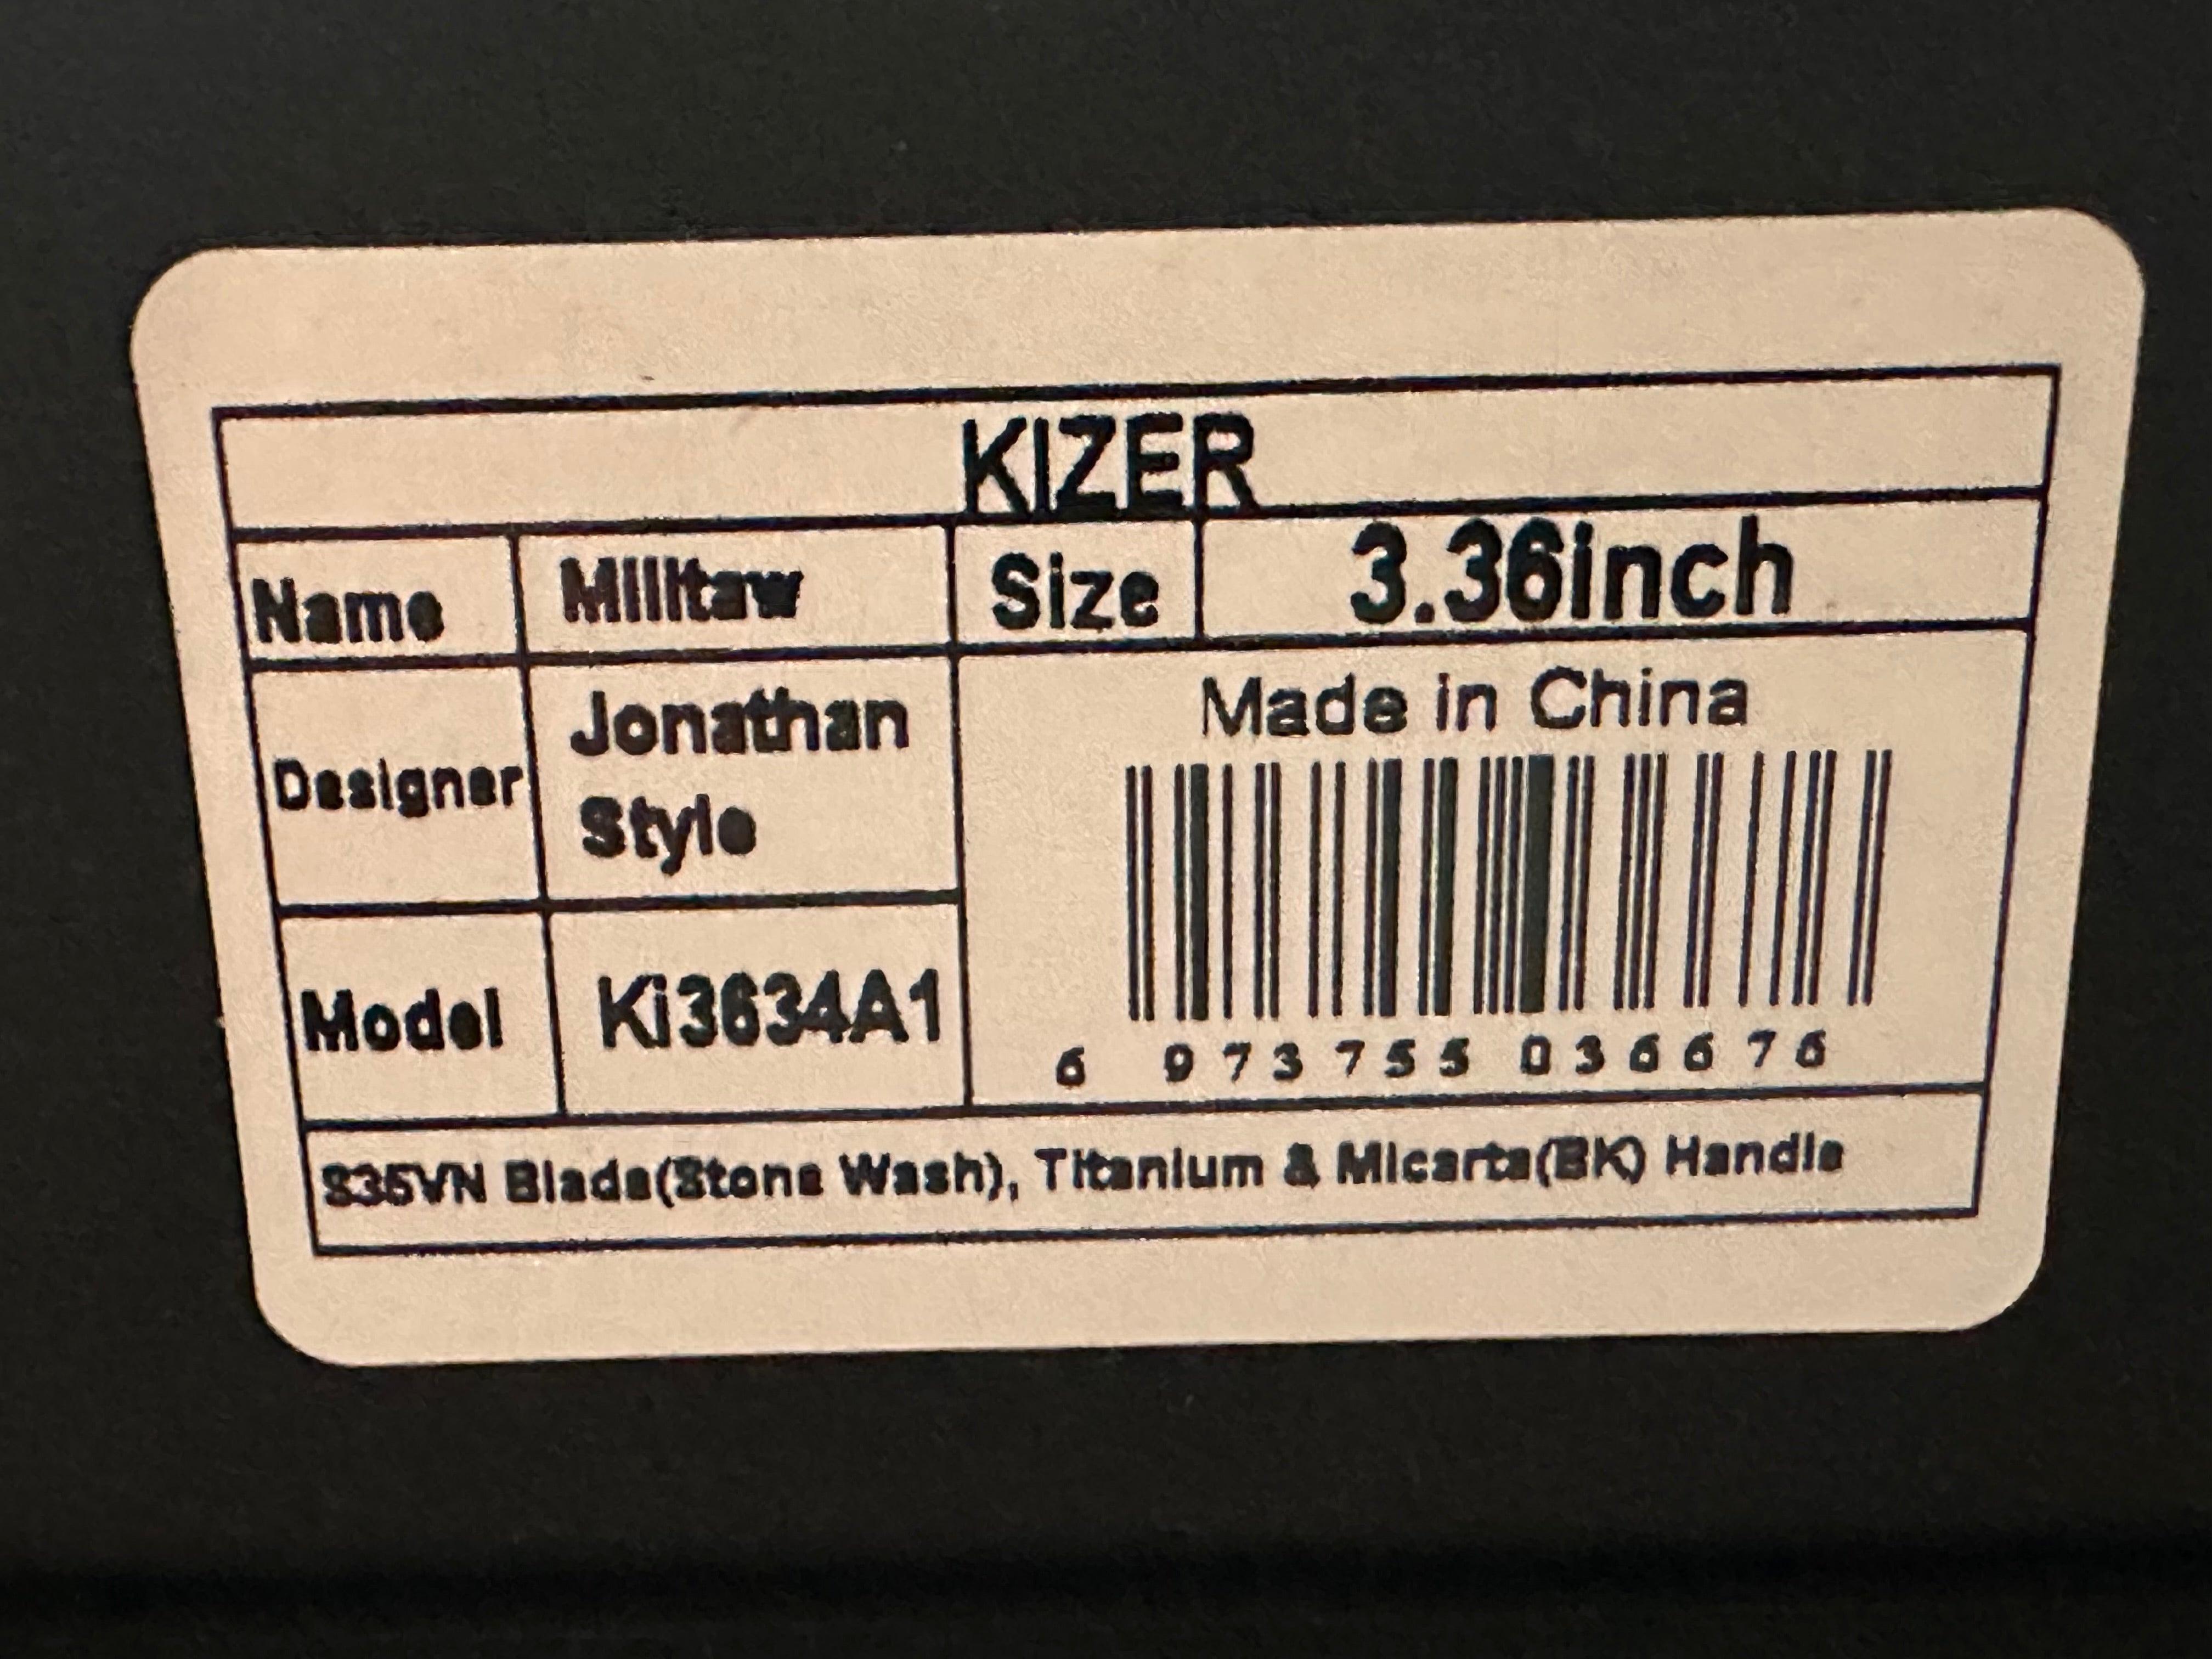 KIZER
Name Militaw Size 3.36inch
Designer Jonathan
Style
Made in China
Model Ki3634A1
6 973755 036676
S35VN Blade(Stone Wash), Titanium & Micarta(BK) Handle